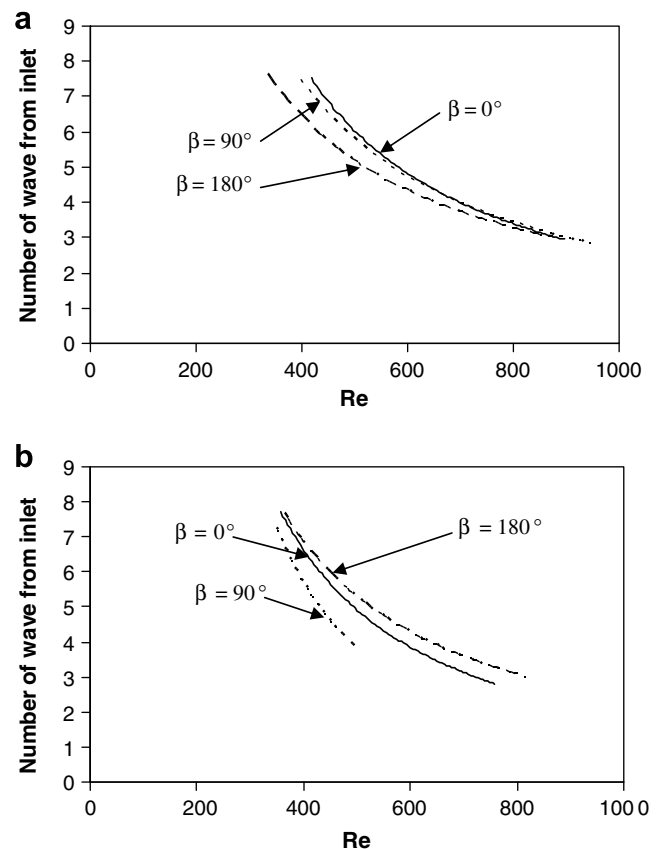 a
9
8
7
6
5
4
3
2
1
0
Number of wave from inlet
β = 90°
β = 180°
β = 0°
0 200 400 600 800 1000
Re
b
9
8
7
6
5
4
3
2
1
0
Number of wave from inlet
β = 0°
β = 180°
β = 90°
0 200 400 600 800 1000
Re